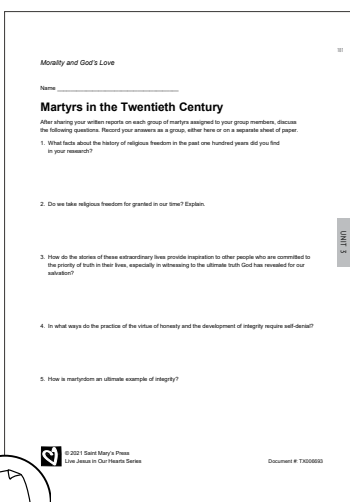 Morality and God's Love
Name
Martyrs in the Twentieth Century
After sharing your written reports on each group of martyrs assigned to your group members, discuss
the following questions. Record your answers as a group, either here or on a separate sheet of paper.
1. What facts about the history of religious freedom in the past one hundred years did you find
in your research?
2. Do we take religious freedom for granted in our time? Explain.
UNIT 3
3. How do the stories of these extraordinary lives provide inspiration to other people who are committed to
the priority of truth in their lives, especially in witnessing to the ultimate truth God has revealed for our
salvation?
4. In what ways do the practice of the virtue of honesty and the development of integrity require self-denial?
5. How is martyrdom an ultimate example of integrity?
© 2021 Saint Mary's Press
Live Jesus in Our Hearts Series
Document #: TX006693